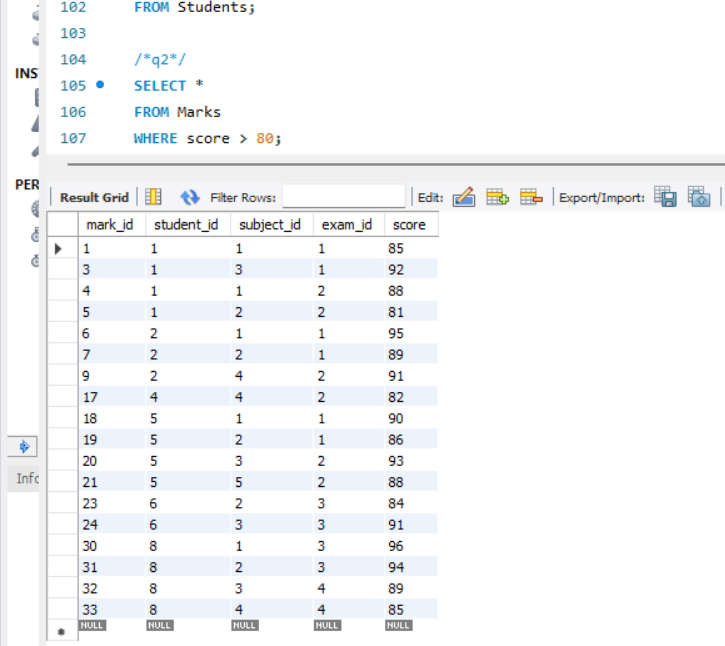 102 FROM Students;
103
104 /*q2*/
105 SELECT *
106 FROM Marks
107 WHERE score > 80;
INS
PER
Info
Result Grid Filter Rows: Edit: Export/Import:
mark_id student_id subject_id exam_id score
1 1 1 1 85
3 1 3 1 92
4 1 1 2 88
5 1 2 2 81
6 2 1 1 95
7 2 2 1 89
9 2 4 2 91
17 4 4 2 82
18 5 1 1 90
19 5 2 1 86
20 5 3 2 93
21 5 5 2 88
23 6 2 3 84
24 6 3 3 91
30 8 1 3 96
31 8 2 3 94
32 8 3 4 89
33 8 4 4 85
NULL NULL NULL NULL NULL